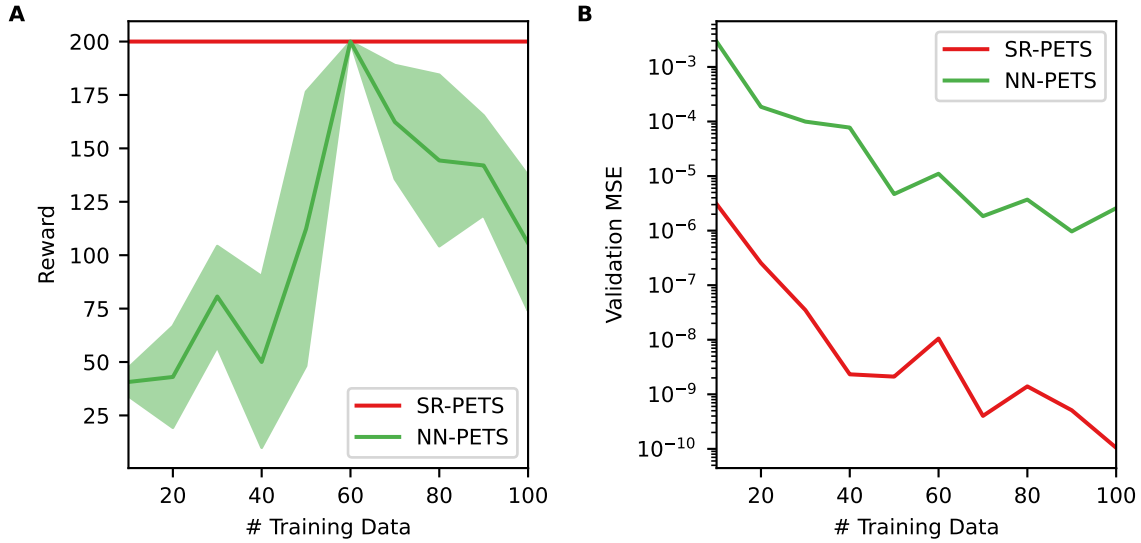 A
200
175
150
125
100
75
50
25
Reward
20
40
60
80
100
# Training Data
SR-PETS
NN-PETS
B
10⁻³
10⁻⁴
10⁻⁵
10⁻⁶
10⁻⁷
10⁻⁸
10⁻⁹
10⁻¹⁰
Validation MSE
20
40
60
80
100
# Training Data
SR-PETS
NN-PETS